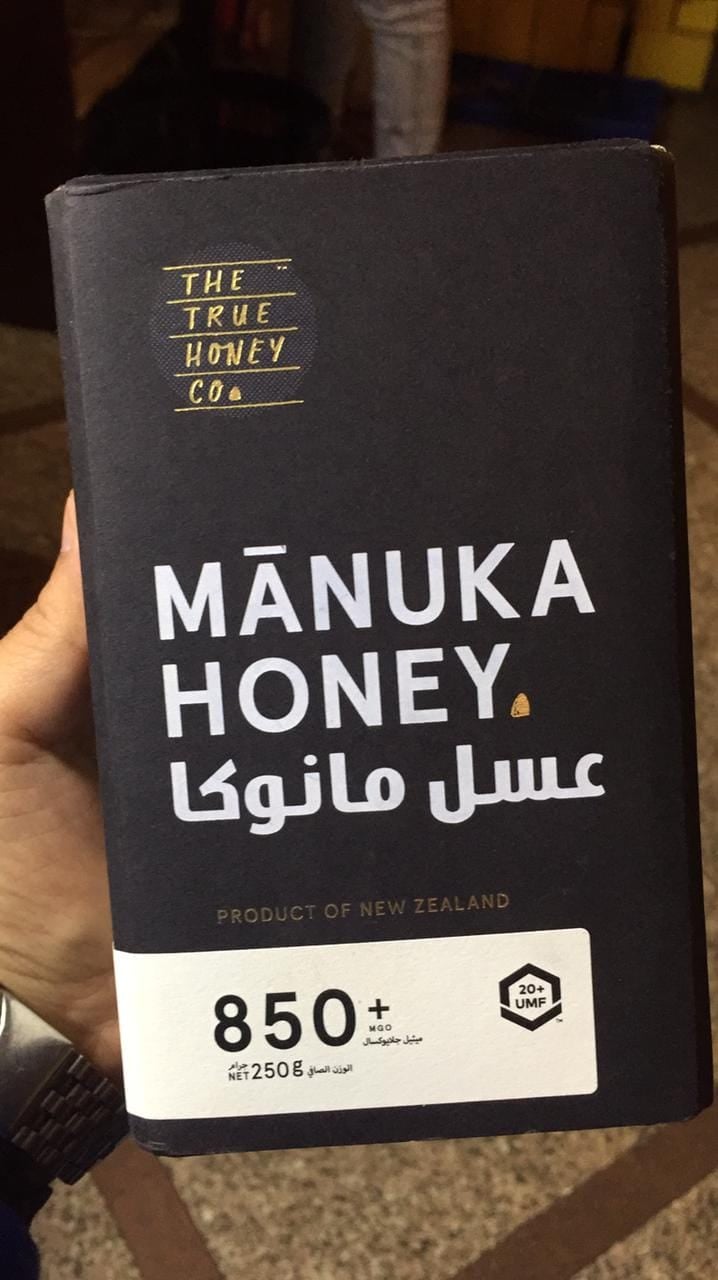 THE
TRUE
HONEY
CO
MĀNUKA
HONEY
عسل مانوكا
PRODUCT OF NEW ZEALAND
850+
MGO
ميثيل جلايوكسال
جرام
NET 250g الوزن الصافي
20+
UMF
TM